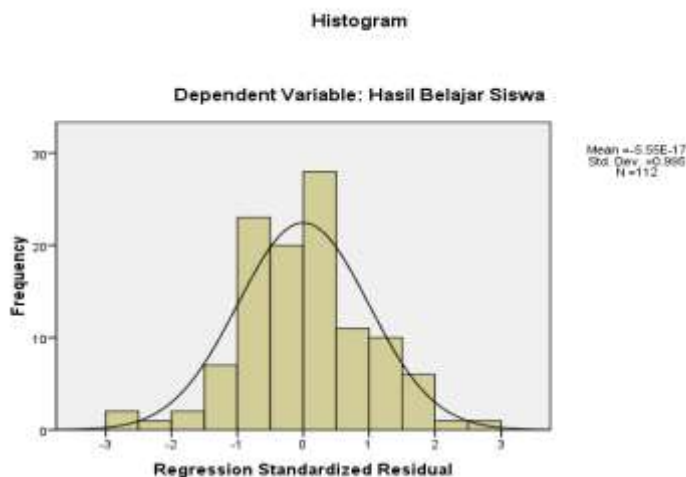 Histogram
Dependent Variable: Hasil Belajar Siswa
Mean =-5.55E-17
Std. Dev. =0.995
N =112
Frequency
30
20
10
0
-3
-2
-1
0
1
2
3
Regression Standardized Residual